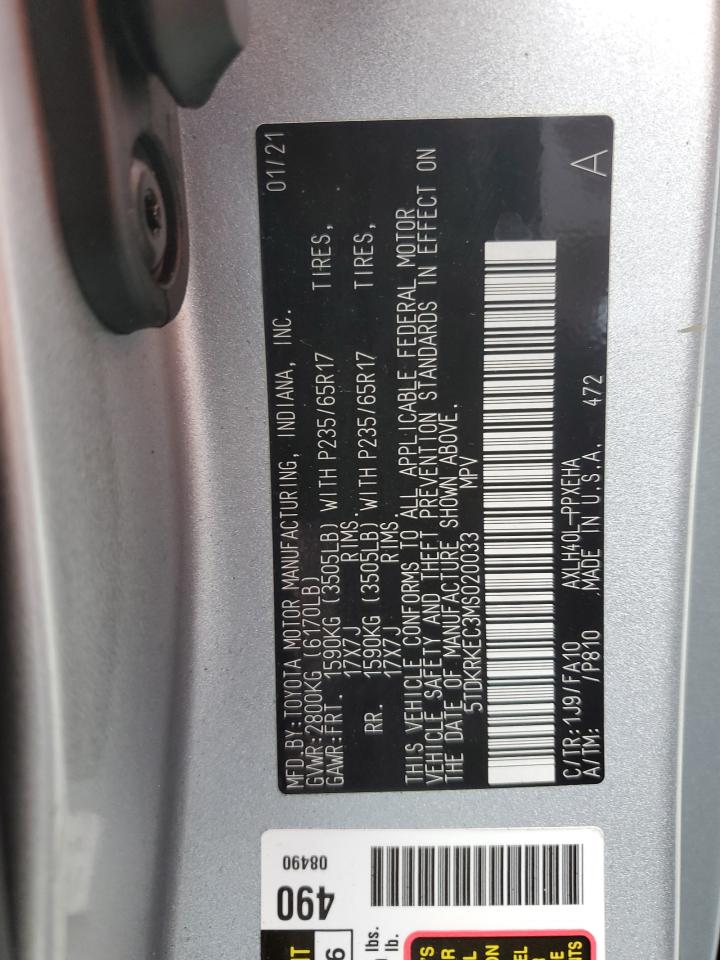 MFD BY:TOYOTA MOTOR MANUFACTURING, INDIANA, INC. 01/21
GVWR:2800KG (6170LB)
GAWR:FRT. 1590KG (3505LB) WITH P235/65R17 TIRES,
17X7J RIMS.
RR. 1590KG (3505LB) WITH P235/65R17 TIRES,
17X7J RIMS.
THIS VEHICLE CONFORMS TO ALL APPLICABLE FEDERAL MOTOR
VEHICLE SAFETY AND THEFT PREVENTION STANDARDS IN EFFECT ON
THE DATE OF MANUFACTURE SHOWN ABOVE.
5TDKRKEC3MS020033 MPV
C/TR:1J9/FA10 AXLH40L-PPXEHA
A/TM: /P810 MADE IN U.S.A. 472 A
490
08490
lbs.
lb.